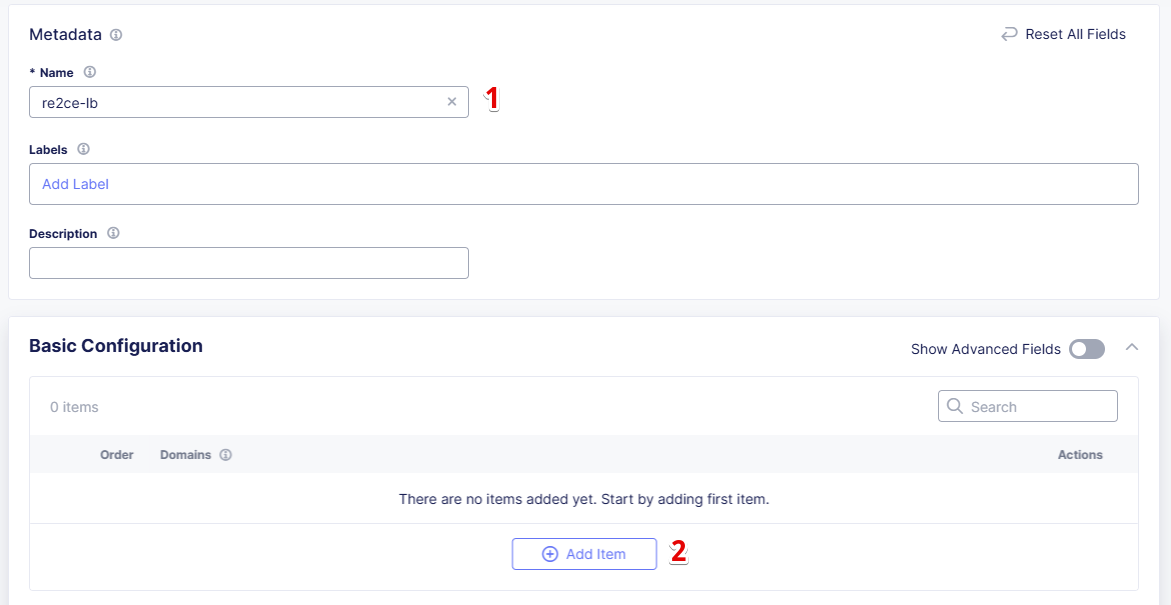 Metadata
Reset All Fields
* Name
re2ce-lb
1
Labels
Add Label
Description
Basic Configuration
Show Advanced Fields
0 items
Search
Order Domains Actions
There are no items added yet. Start by adding first item.
Add Item
2